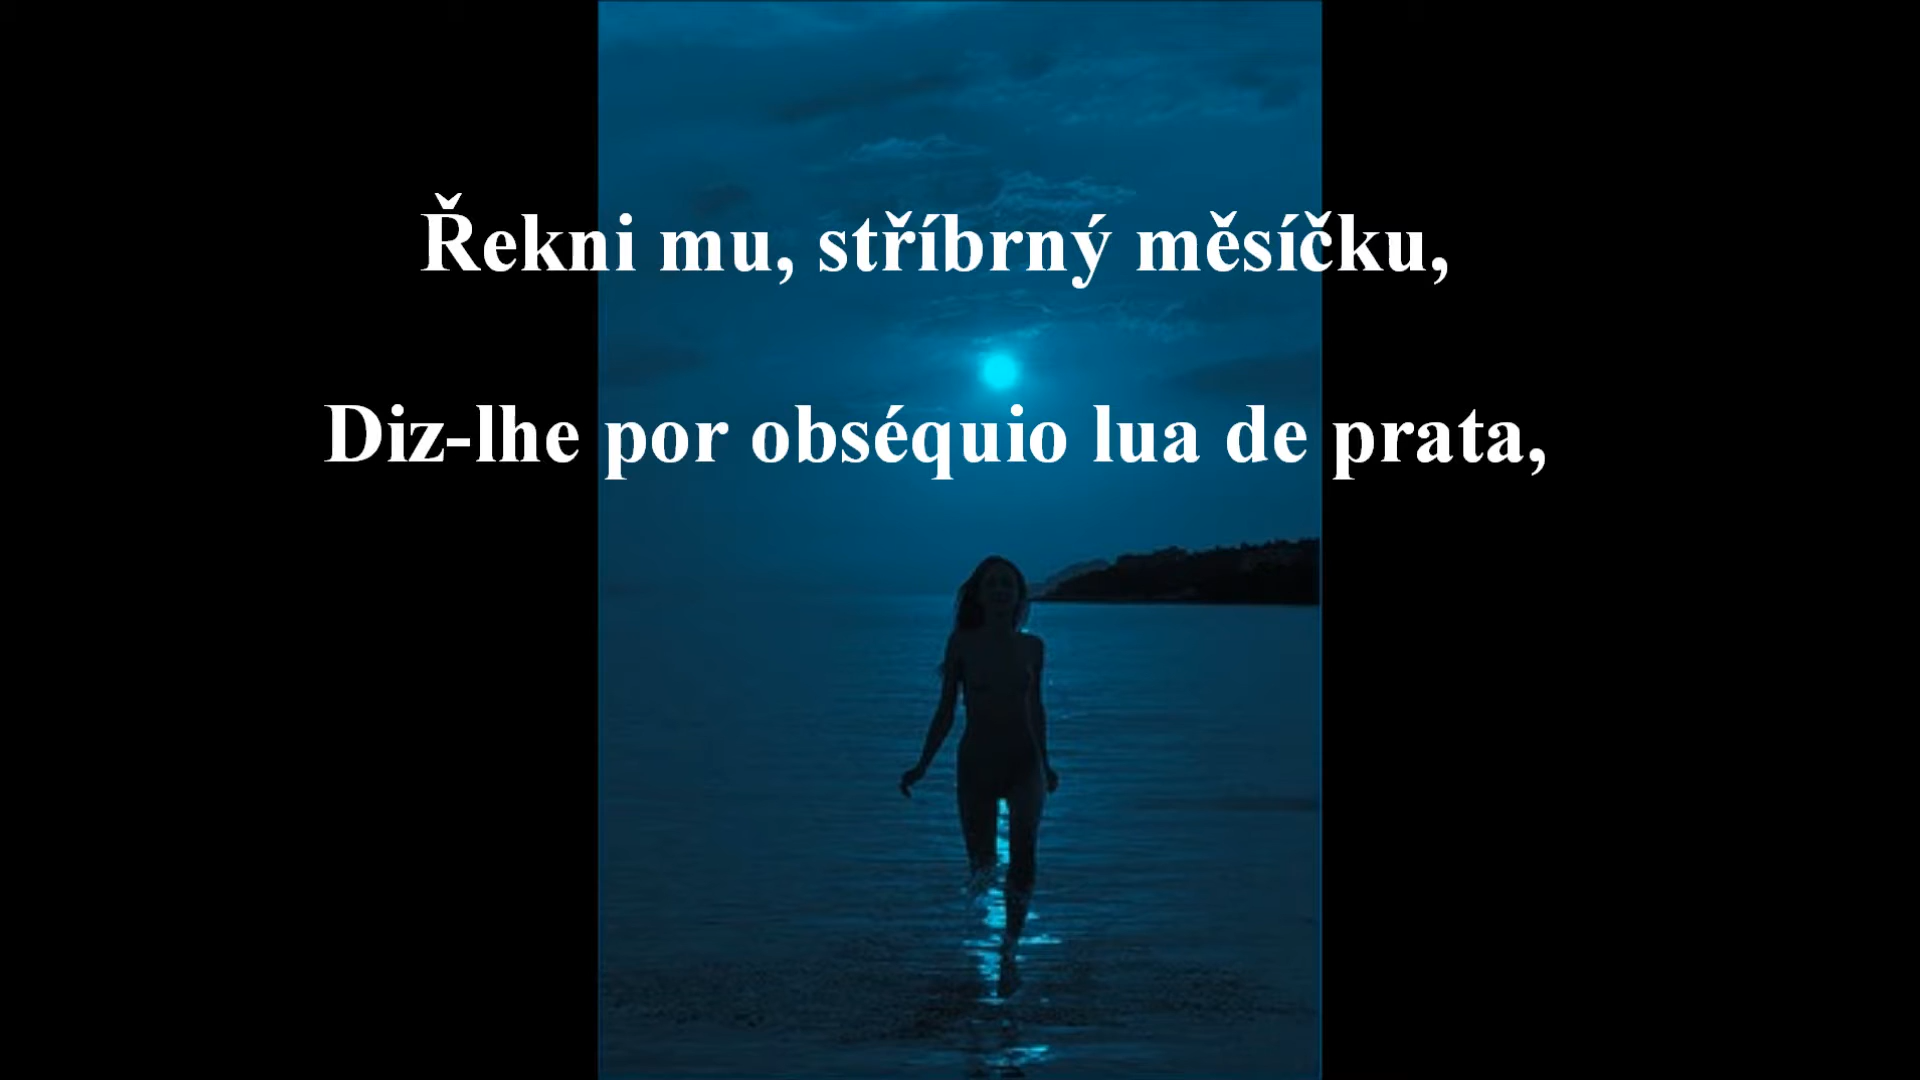 Řekni mu, stříbrný měsíčku,
Diz-lhe por obséquio lua de prata,